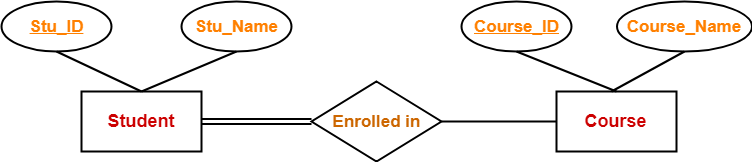 Stu_ID
Stu_Name
Course_ID
Course_Name
Student
Enrolled in
Course